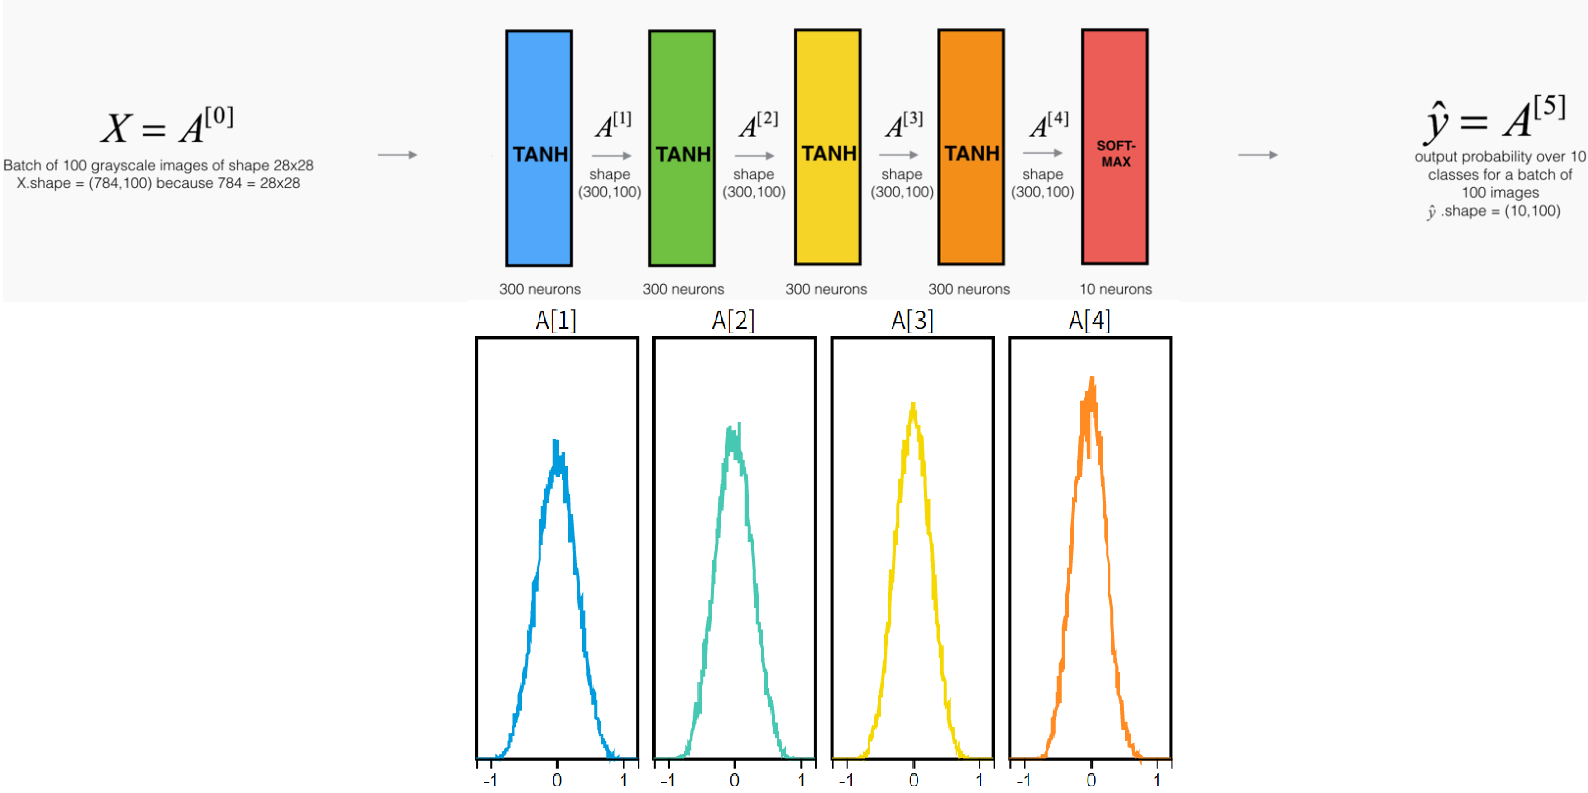 X = A^[0]
Batch of 100 grayscale images of shape 28x28
X.shape = (784,100) because 784 = 28x28
TANH
300 neurons
A^[1]
shape
(300,100)
TANH
300 neurons
A^[2]
shape
(300,100)
TANH
300 neurons
A^[3]
shape
(300,100)
TANH
300 neurons
A^[4]
shape
(300,100)
SOFT-
MAX
10 neurons
ŷ = A^[5]
output probability over 10
classes for a batch of
100 images
ŷ .shape = (10,100)
A[1]
-1 0 1
A[2]
-1 0 1
A[3]
-1 0 1
A[4]
-1 0 1